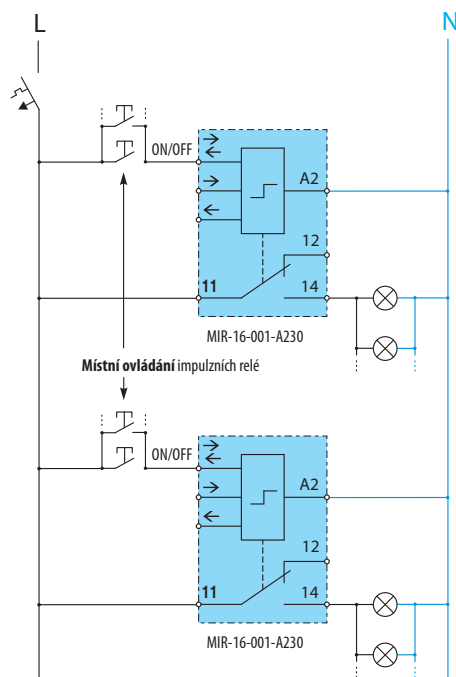 L
N
ON/OFF
A2
12
11
14
MIR-16-001-A230
Místní ovládání impulzních relé
ON/OFF
A2
12
11
14
MIR-16-001-A230